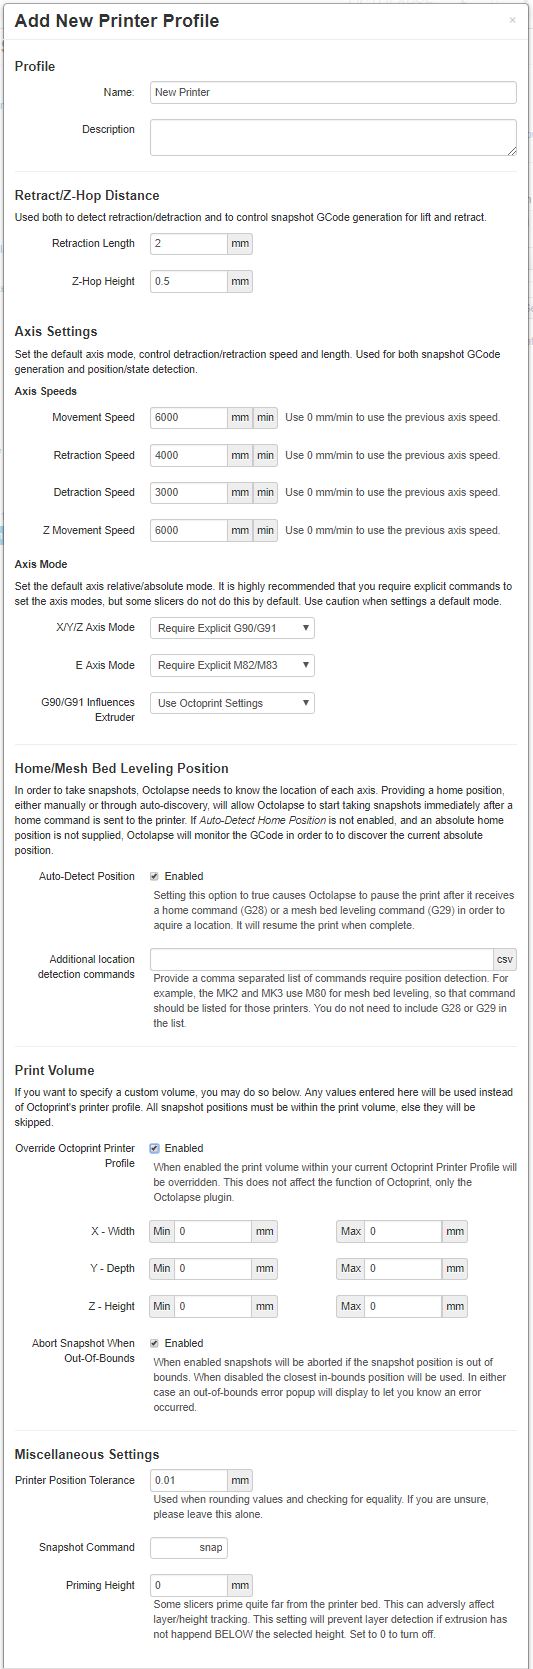 Add New Printer Profile
×
Profile
Name:
New Printer
Description
Retract/Z-Hop Distance
Used both to detect retraction/detraction and to control snapshot GCode generation for lift and retract.
Retraction Length
2 mm
Z-Hop Height
0.5 mm
Axis Settings
Set the default axis mode, control detraction/retraction speed and length. Used for both snapshot GCode
generation and position/state detection.
Axis Speeds
Movement Speed
6000 mm min Use 0 mm/min to use the previous axis speed.
Retraction Speed
4000 mm min Use 0 mm/min to use the previous axis speed.
Detraction Speed
3000 mm min Use 0 mm/min to use the previous axis speed.
Z Movement Speed
6000 mm min Use 0 mm/min to use the previous axis speed.
Axis Mode
Set the default axis relative/absolute mode. It is highly recommended that you require explicit commands to
set the axis modes, but some slicers do not do this by default. Use caution when settings a default mode.
X/Y/Z Axis Mode
Require Explicit G90/G91
E Axis Mode
Require Explicit M82/M83
G90/G91 Influences
Extruder
Use Octoprint Settings
Home/Mesh Bed Leveling Position
In order to take snapshots, Octolapse needs to know the location of each axis. Providing a home position,
either manually or through auto-discovery, will allow Octolapse to start taking snapshots immediately after a
home command is sent to the printer. If Auto-Detect Home Position is not enabled, and an absolute home
position is not supplied, Octolapse will monitor the GCode in order to to discover the current absolute
position.
Auto-Detect Position
Enabled
Setting this option to true causes Octolapse to pause the print after it receives
a home command (G28) or a mesh bed leveling command (G29) in order to
aquire a location. It will resume the print when complete.
Additional location
detection commands
csv
Provide a comma separated list of commands require position detection. For
example, the MK2 and MK3 use M80 for mesh bed leveling, so that command
should be listed for those printers. You do not need to include G28 or G29 in
the list.
Print Volume
If you want to specify a custom volume, you may do so below. Any values entered here will be used instead
of Octoprint's printer profile. All snapshot positions must be within the print volume, else they will be
skipped.
Override Octoprint Printer
Profile
Enabled
When enabled the print volume within your current Octoprint Printer Profile will
be overridden. This does not affect the function of Octoprint, only the
Octolapse plugin.
X - Width
Min 0 mm Max 0 mm
Y - Depth
Min 0 mm Max 0 mm
Z - Height
Min 0 mm Max 0 mm
Abort Snapshot When
Out-Of-Bounds
Enabled
When enabled snapshots will be aborted if the snapshot position is out of
bounds. When disabled the closest in-bounds position will be used. In either
case an out-of-bounds error popup will display to let you know an error
occurred.
Miscellaneous Settings
Printer Position Tolerance
0.01 mm
Used when rounding values and checking for equality. If you are unsure,
please leave this alone.
Snapshot Command
snap
Priming Height
0 mm
Some slicers prime quite far from the printer bed. This can adversly affect
layer/height tracking. This setting will prevent layer detection if extrusion has
not happend BELOW the selected height. Set to 0 to turn off.